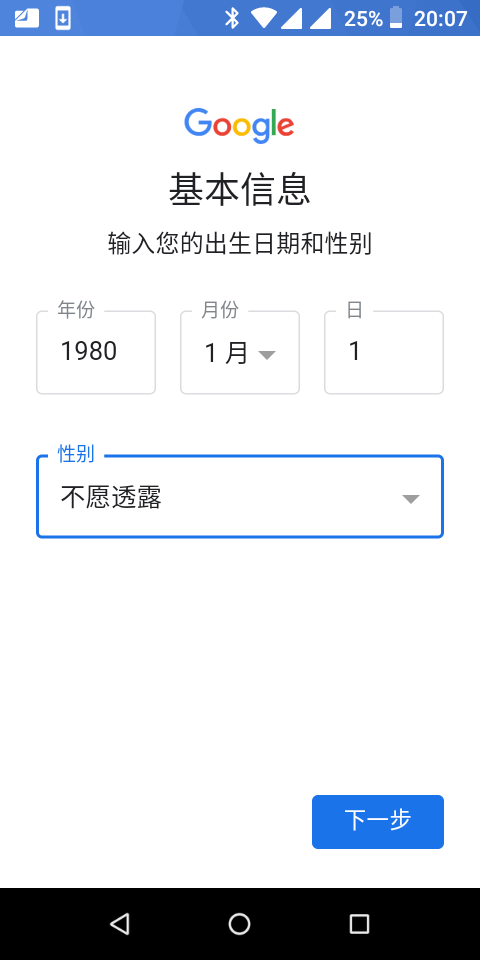 25% 20:07
Google
基本信息
输入您的出生日期和性别
年份 月份 日
1980 1 月 1
性别
不愿透露
下一步